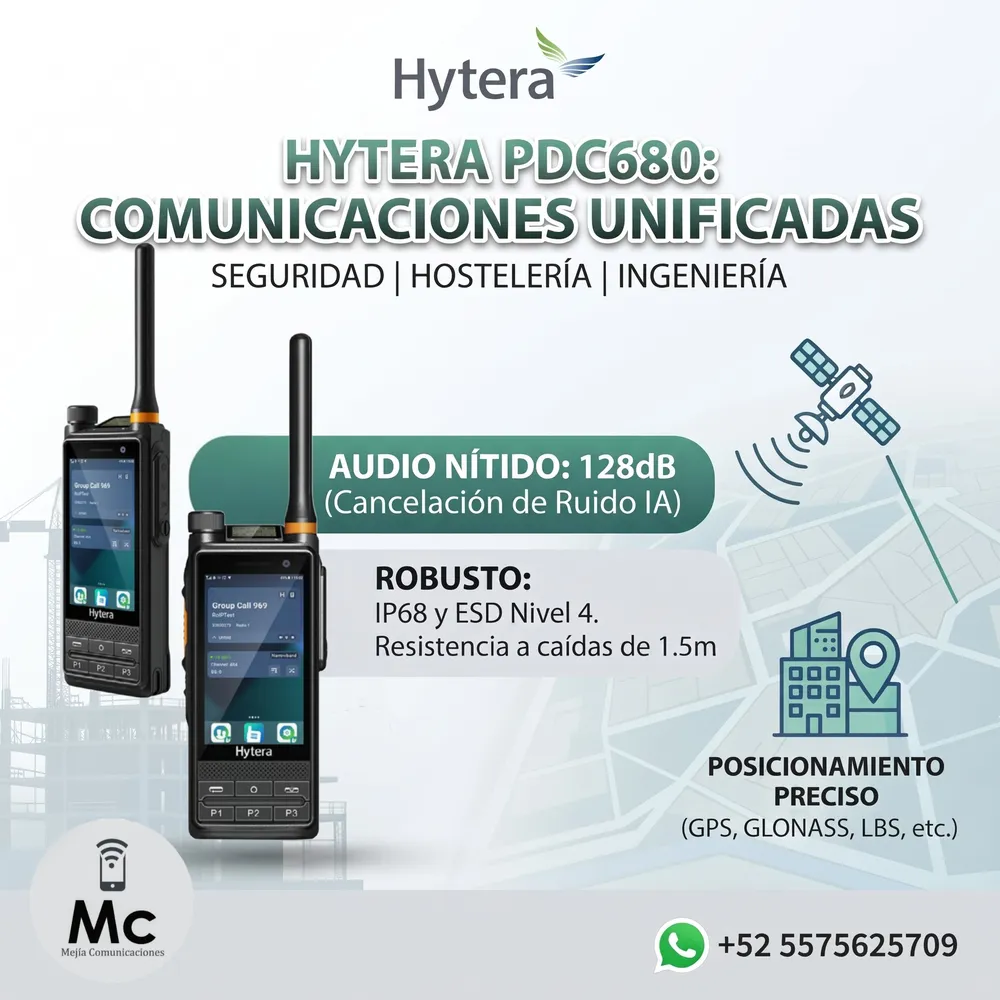 Hytera
HYTERA PDC680:
COMUNICACIONES UNIFICADAS
SEGURIDAD | HOSTELERÍA | INGENIERÍA
AUDIO NÍTIDO: 128dB
(Cancelación de Ruido IA)
ROBUSTO:
IP68 y ESD Nivel 4.
Resistencia a caídas de 1.5m
Group Call 969
Hytera
P1 P2 P3
Group Call 969
RoIPTest
Narrowband
Hytera
P1 P2 P3
POSICIONAMIENTO
PRECISO
(GPS, GLONASS, LBS, etc.)
Mc
Mejía Comunicaciones
+52 5575625709